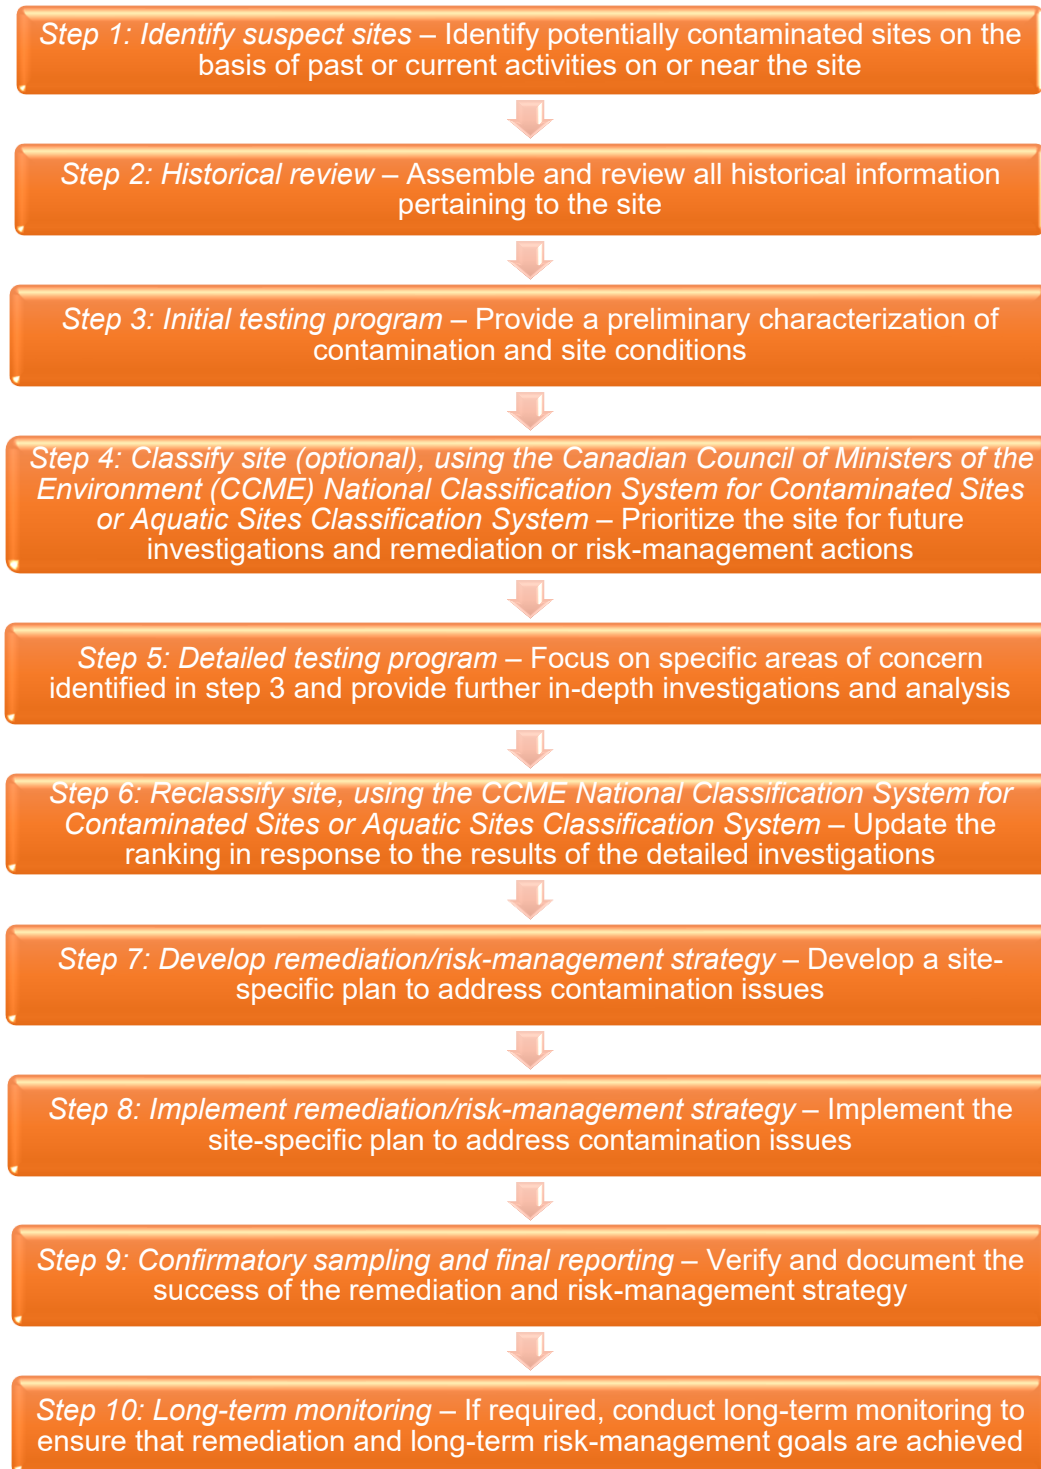 Step 1: Identify suspect sites – Identify potentially contaminated sites on the
basis of past or current activities on or near the site
Step 2: Historical review – Assemble and review all historical information
pertaining to the site
Step 3: Initial testing program – Provide a preliminary characterization of
contamination and site conditions
Step 4: Classify site (optional), using the Canadian Council of Ministers of the
Environment (CCME) National Classification System for Contaminated Sites
or Aquatic Sites Classification System – Prioritize the site for future
investigations and remediation or risk-management actions
Step 5: Detailed testing program – Focus on specific areas of concern
identified in step 3 and provide further in-depth investigations and analysis
Step 6: Reclassify site, using the CCME National Classification System for
Contaminated Sites or Aquatic Sites Classification System – Update the
ranking in response to the results of the detailed investigations
Step 7: Develop remediation/risk-management strategy – Develop a site-
specific plan to address contamination issues
Step 8: Implement remediation/risk-management strategy – Implement the
site-specific plan to address contamination issues
Step 9: Confirmatory sampling and final reporting – Verify and document the
success of the remediation and risk-management strategy
Step 10: Long-term monitoring – If required, conduct long-term monitoring to
ensure that remediation and long-term risk-management goals are achieved